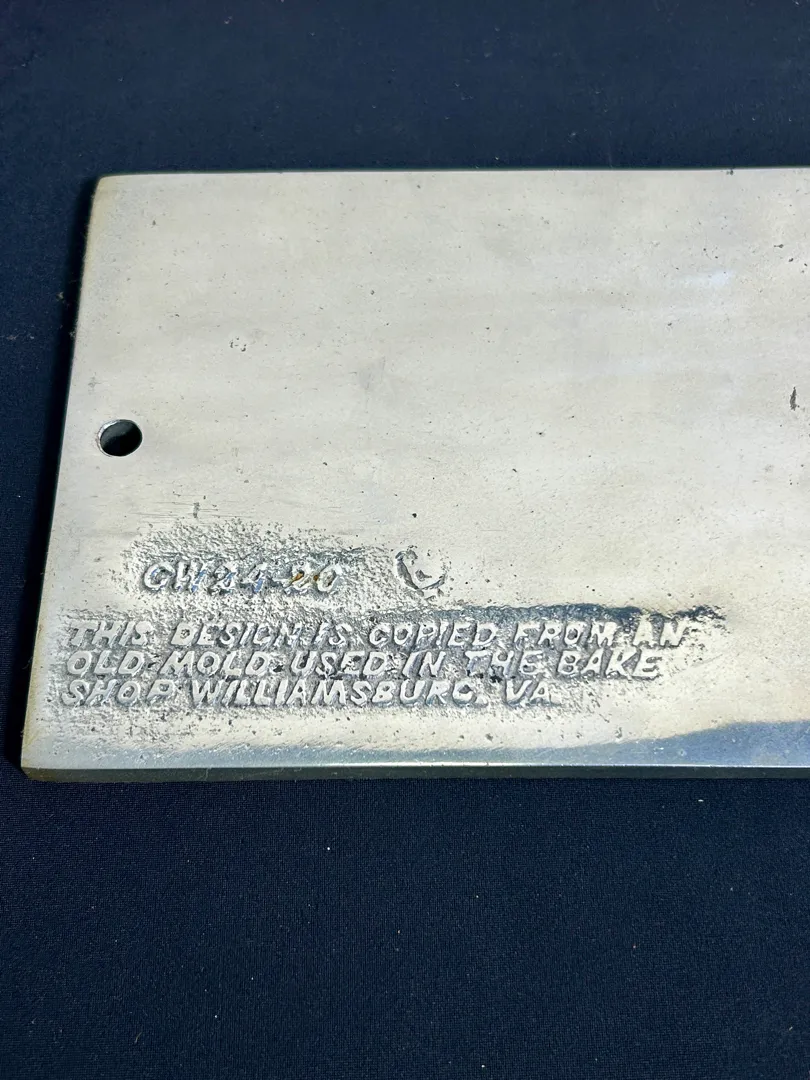 CW24-20
THIS DESIGN IS COPIED FROM AN
OLD MOLD USED IN THE BAKE
SHOP WILLIAMSBURG, VA.